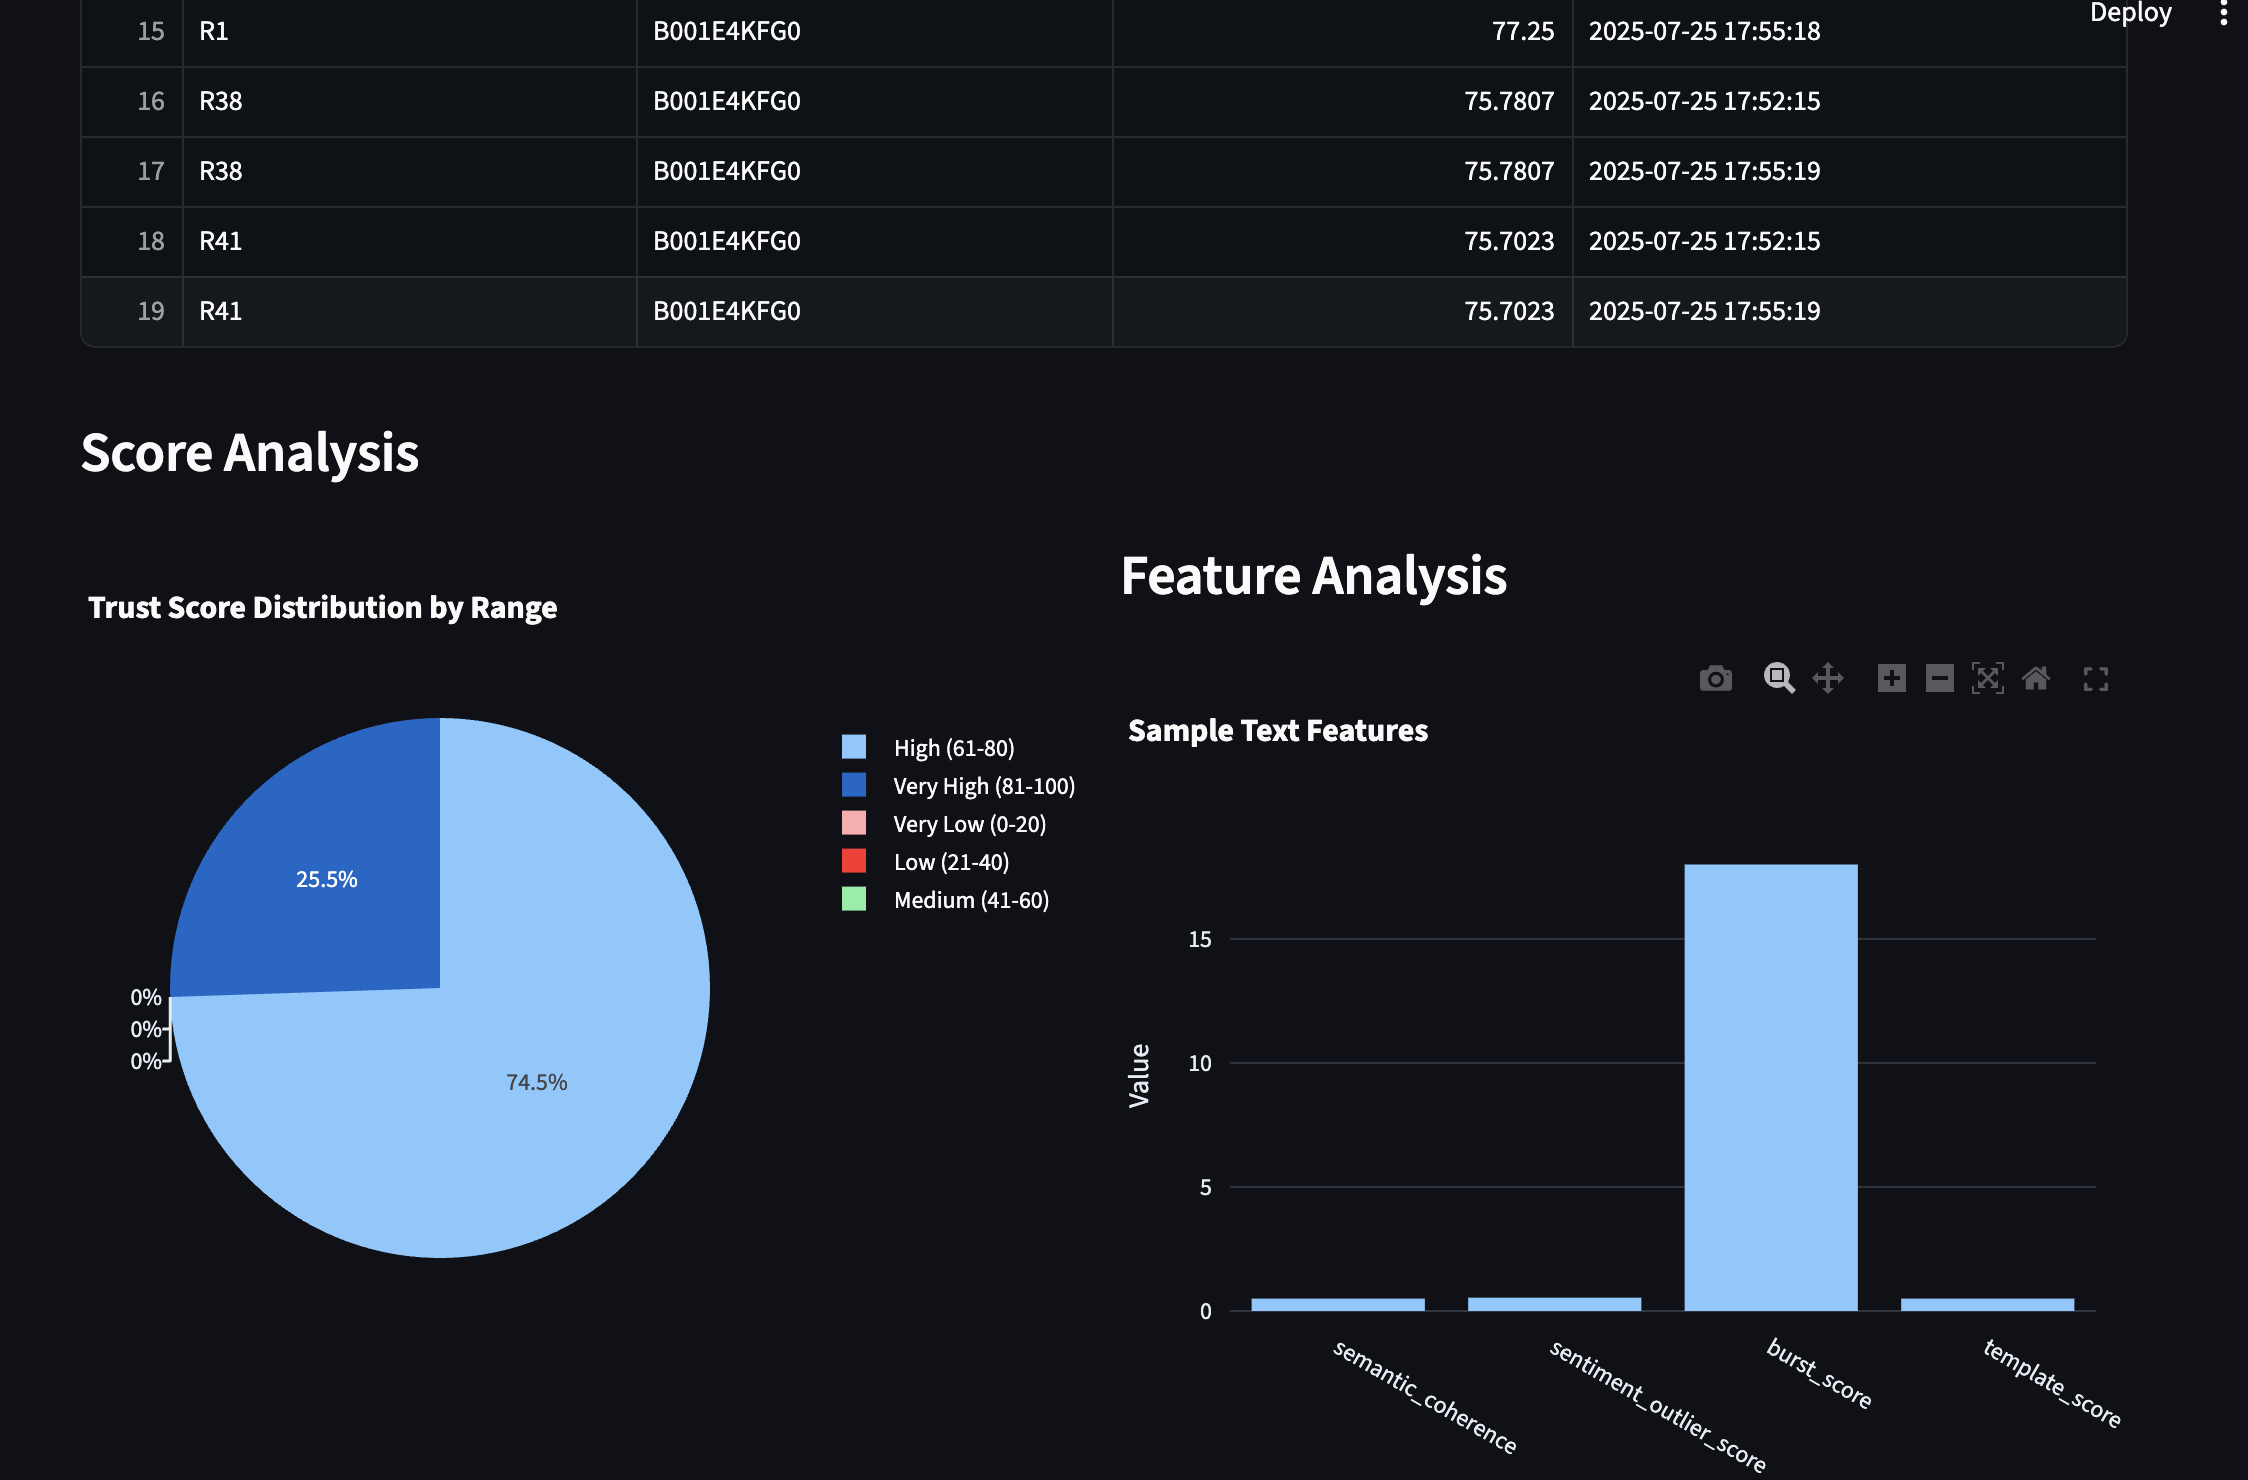 Deploy
15 R1 B001E4KFG0 77.25 2025-07-25 17:55:18
16 R38 B001E4KFG0 75.7807 2025-07-25 17:52:15
17 R38 B001E4KFG0 75.7807 2025-07-25 17:55:19
18 R41 B001E4KFG0 75.7023 2025-07-25 17:52:15
19 R41 B001E4KFG0 75.7023 2025-07-25 17:55:19
Score Analysis
Trust Score Distribution by Range
High (61-80)
Very High (81-100)
Very Low (0-20)
Low (21-40)
Medium (41-60)
25.5%
0%
0%
0%
74.5%
Feature Analysis
Sample Text Features
Value
15
10
5
0
semantic_coherence
sentiment_outlier_score
burst_score
template_score